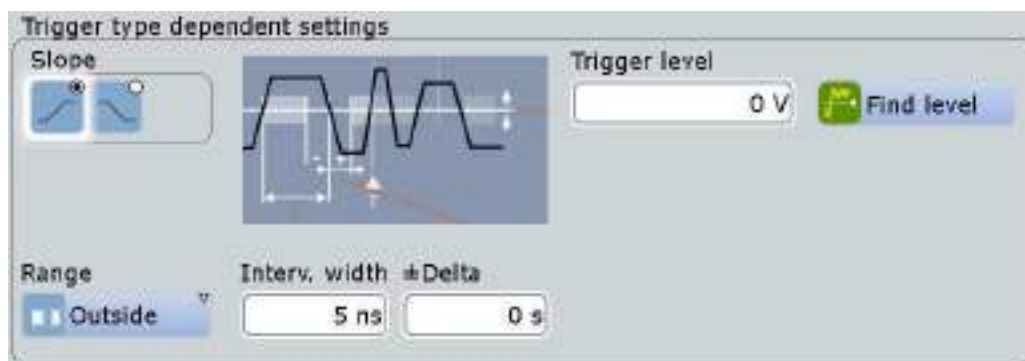 Trigger type dependent settings
Slope
Trigger level
0 V
Find level
Range
Interv. width
±Delta
Outside
5 ns
0 s